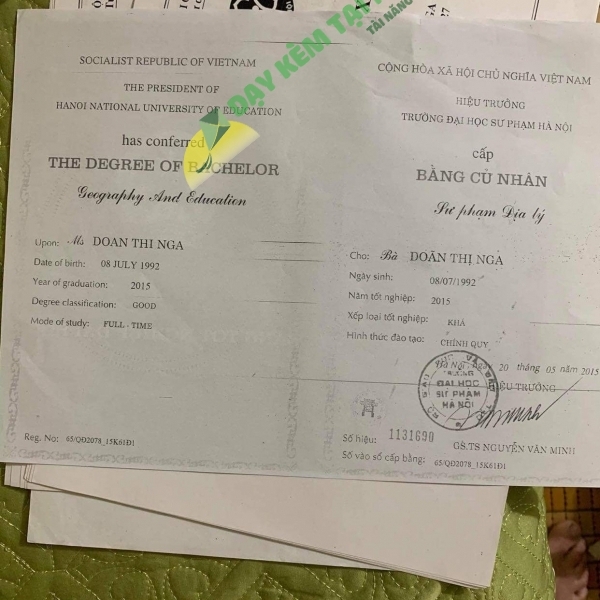 SOCIALIST REPUBLIC OF VIETNAM
THE PRESIDENT OF
HANOI NATIONAL UNIVERSITY OF EDUCATION
has conferred
THE DEGREE OF BACHELOR
Geography And Education
Upon: Ms DOAN THI NGA
Date of birth: 08 JULY 1992
Year of graduation: 2015
Degree classification: GOOD
Mode of study: FULL - TIME
Reg. No: 65/QĐ2078_15K61Đ1
CỘNG HÒA XÃ HỘI CHỦ NGHĨA VIỆT NAM
HIỆU TRƯỞNG
TRƯỜNG ĐẠI HỌC SƯ PHẠM HÀ NỘI
cấp
BẰNG CỬ NHÂN
Sư phạm Địa lý
Cho: Bà DOÃN THỊ NGA
Ngày sinh: 08/07/1992
Năm tốt nghiệp: 2015
Xếp loại tốt nghiệp: KHÁ
Hình thức đào tạo: CHÍNH QUY
Hà Nội, ngày 20 tháng 05 năm 2015
HIỆU TRƯỞNG
TRƯỜNG
ĐẠI HỌC
SƯ PHẠM
HÀ NỘI
Số hiệu: 1131690
GS.TS NGUYỄN VĂN MINH
Số vào sổ cấp bằng: 65/QĐ2078_15K61Đ1
DẠY KÈM TẠ
TÀI NĂNG